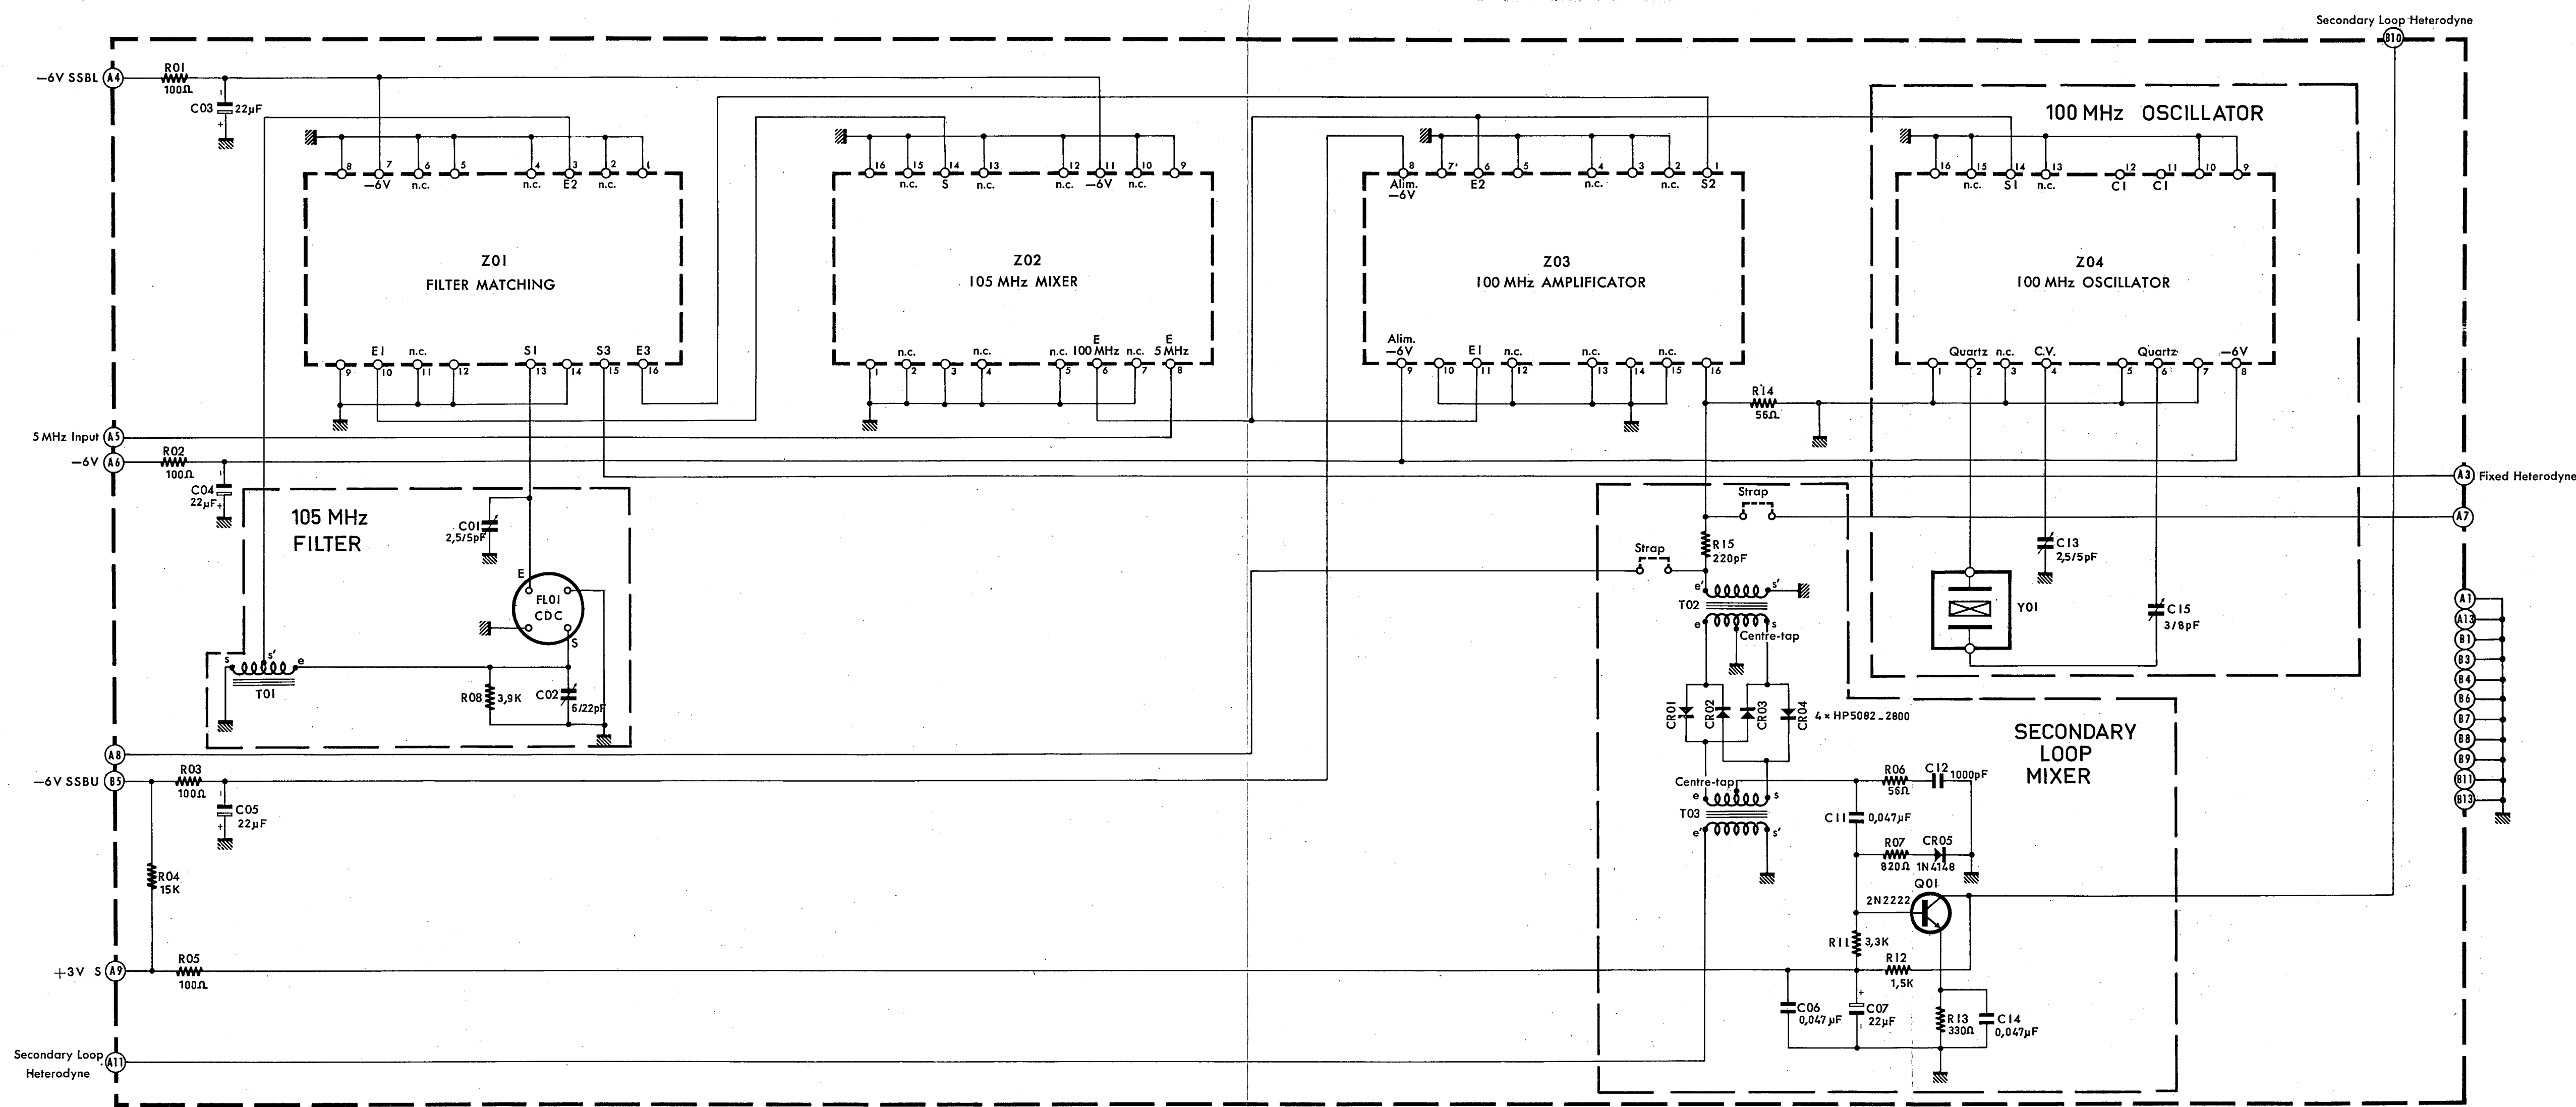 Secondary Loop Heterodyne
B10
—6V SSBL A4
R01
100Ω
C03 22µF
- +
8 7 6 5 4 3 2 1
—6V n.c. n.c. E2 n.c.
Z01
FILTER MATCHING
E1 n.c. S1 S3 E3
9 10 11 12 13 14 15 16
16 15 14 13 12 11 10 9
n.c. S n.c. n.c. —6V n.c.
Z02
105 MHz MIXER
E E
n.c. n.c. n.c. 100MHz n.c. 5MHz
1 2 3 4 5 6 7 8
8 7' 6 5 4 3 2 1
Alim. E2 n.c. n.c. S2
—6V
Z03
100 MHz AMPLIFICATOR
Alim.
—6V E1 n.c. n.c. n.c.
9 10 11 12 13 14 15 16
100 MHz OSCILLATOR
16 15 14 13 12 11 10 9
n.c. S1 n.c. C1 C1
Z04
100 MHz OSCILLATOR
Quartz n.c. C.V. Quartz —6V
1 2 3 4 5 6 7 8
R14
56Ω
5MHz Input A5
—6V A6
R02
100Ω
C04
22µF
- +
A3 Fixed Heterodyne
A7
105 MHz
FILTER
C01
2,5/5pF
E
FL01
CDC
S
s s' e
T01
R08 3,9K
C02
6/22pF
Strap
R15
220pF
Strap
e' s'
T02
e s
Centre-tap
CR01 CR02 CR03 CR04
4×HP5082_2800
C13
2,5/5pF
Y01
C15
3/8pF
A1
A13
B1
B3
B4
B6
B7
B8
B9
B11
B13
A8
—6V SSBU B5
R03
100Ω
- +
C05
22µF
R04
15K
SECONDARY
LOOP
MIXER
Centre-tap
e s
T03
e' s'
R06
56Ω
C12
1000pF
C11 0,047µF
R07
820Ω
CR05
1N4148
Q01
2N2222
R11 3,3K
R12
1,5K
+3V S A9
R05
100Ω
C06
0,047µF
+ -
C07
22µF
R13
330Ω
C14
0,047µF
Secondary Loop
Heterodyne
A11